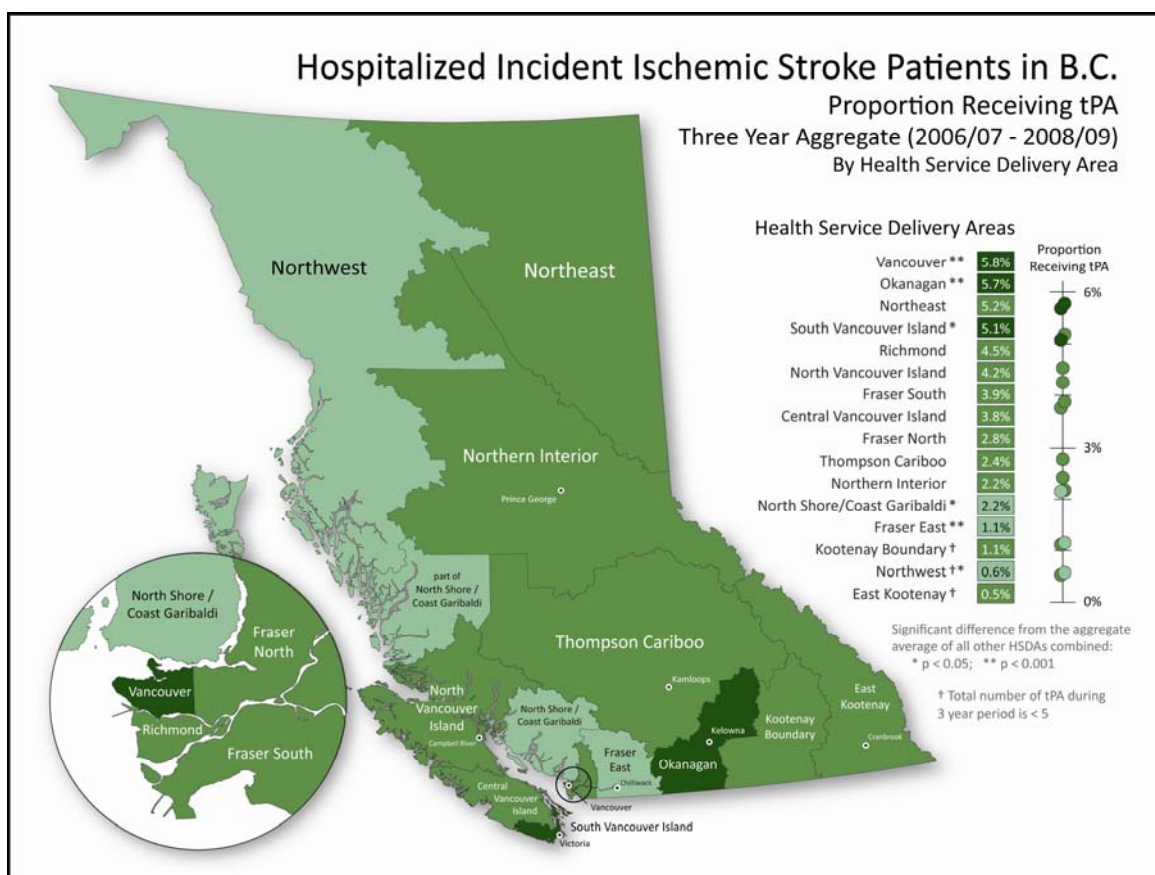 Hospitalized Incident Ischemic Stroke Patients in B.C.
Proportion Receiving tPA
Three Year Aggregate (2006/07 - 2008/09)
By Health Service Delivery Area
Health Service Delivery Areas
Proportion
Receiving tPA
Vancouver ** 5.8%
Okanagan ** 5.7%
Northeast 5.2%
South Vancouver Island * 5.1%
Richmond 4.5%
North Vancouver Island 4.2%
Fraser South 3.9%
Central Vancouver Island 3.8%
Fraser North 2.8%
Thompson Cariboo 2.4%
Northern Interior 2.2%
North Shore/Coast Garibaldi * 2.2%
Fraser East ** 1.1%
Kootenay Boundary † 1.1%
Northwest †* 0.6%
East Kootenay † 0.5%
6%
3%
0%
Significant difference from the aggregate
average of all other HSDAs combined:
* p < 0.05; ** p < 0.001
† Total number of tPA during
3 year period is < 5
Northwest
Northeast
Northern Interior
Prince George
part of
North Shore /
Coast Garibaldi
Thompson Cariboo
Kamloops
North
Vancouver
Island
Campbell River
North Shore /
Coast Garibaldi
Fraser
East
Chilliwack
Okanagan
Kelowna
Kootenay
Boundary
East
Kootenay
Cranbrook
Central
Vancouver
Island
Vancouver
South Vancouver Island
Victoria
North Shore /
Coast Garibaldi
Fraser
North
Vancouver
Richmond
Fraser South